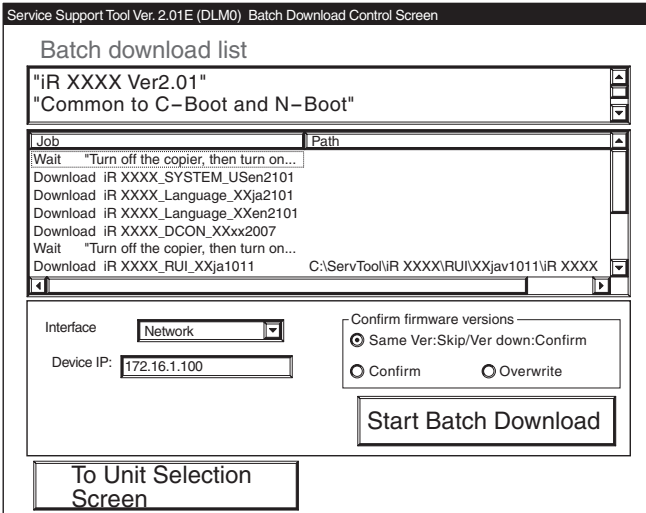 Service Support Tool Ver. 2.01E (DLM0) Batch Download Control Screen
Batch download list
"iR XXXX Ver2.01"
"Common to C-Boot and N-Boot"
Job Path
Wait "Turn off the copier, then turn on...
Download iR XXXX_SYSTEM_USen2101
Download iR XXXX_Language_XXja2101
Download iR XXXX_Language_XXen2101
Download iR XXXX_DCON_XXxx2007
Wait "Turn off the copier, then turn on...
Download iR XXXX_RUI_XXja1011 C:\ServTool\iR XXXX\RUI\XXjav1011\iR XXXX
Interface Network
Device IP: 172.16.1.100
Confirm firmware versions
Same Ver:Skip/Ver down:Confirm
Confirm Overwrite
Start Batch Download
To Unit Selection
Screen